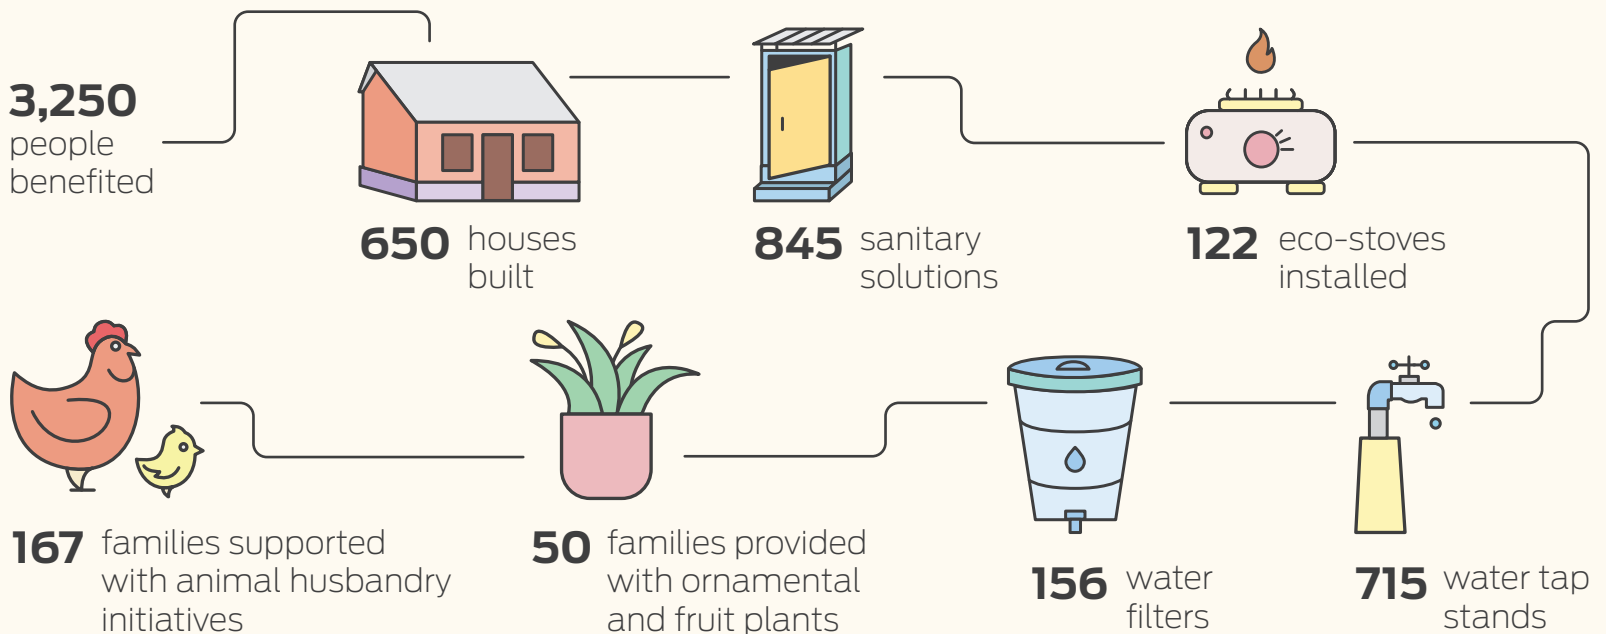 3,250
people
benefited
650 houses
built
845 sanitary
solutions
122 eco-stoves
installed
167 families supported
with animal husbandry
initiatives
50 families provided
with ornamental
and fruit plants
156 water
filters
715 water tap
stands